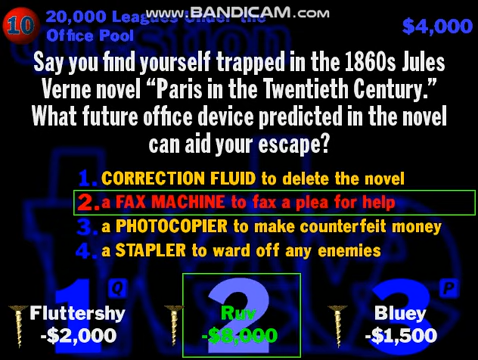 WWW.BANDICAM.COM
10
20,000 Leagues Under the
Office Pool
$4,000
Say you find yourself trapped in the 1860s Jules
Verne novel “Paris in the Twentieth Century.”
What future office device predicted in the novel
can aid your escape?
1. CORRECTION FLUID to delete the novel
2. a FAX MACHINE to fax a plea for help
3. a PHOTOCOPIER to make counterfeit money
4. a STAPLER to ward off any enemies
1 Q 2 3 P
Fluttershy Ruv Bluey
-$2,000 -$8,000 -$1,500